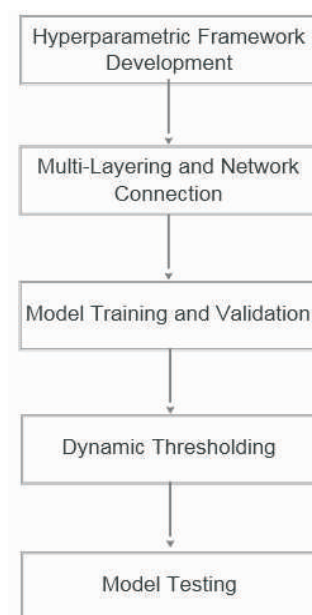 Hyperparametric Framework
Development
Multi-Layering and Network
Connection
Model Training and Validation
Dynamic Thresholding
Model Testing